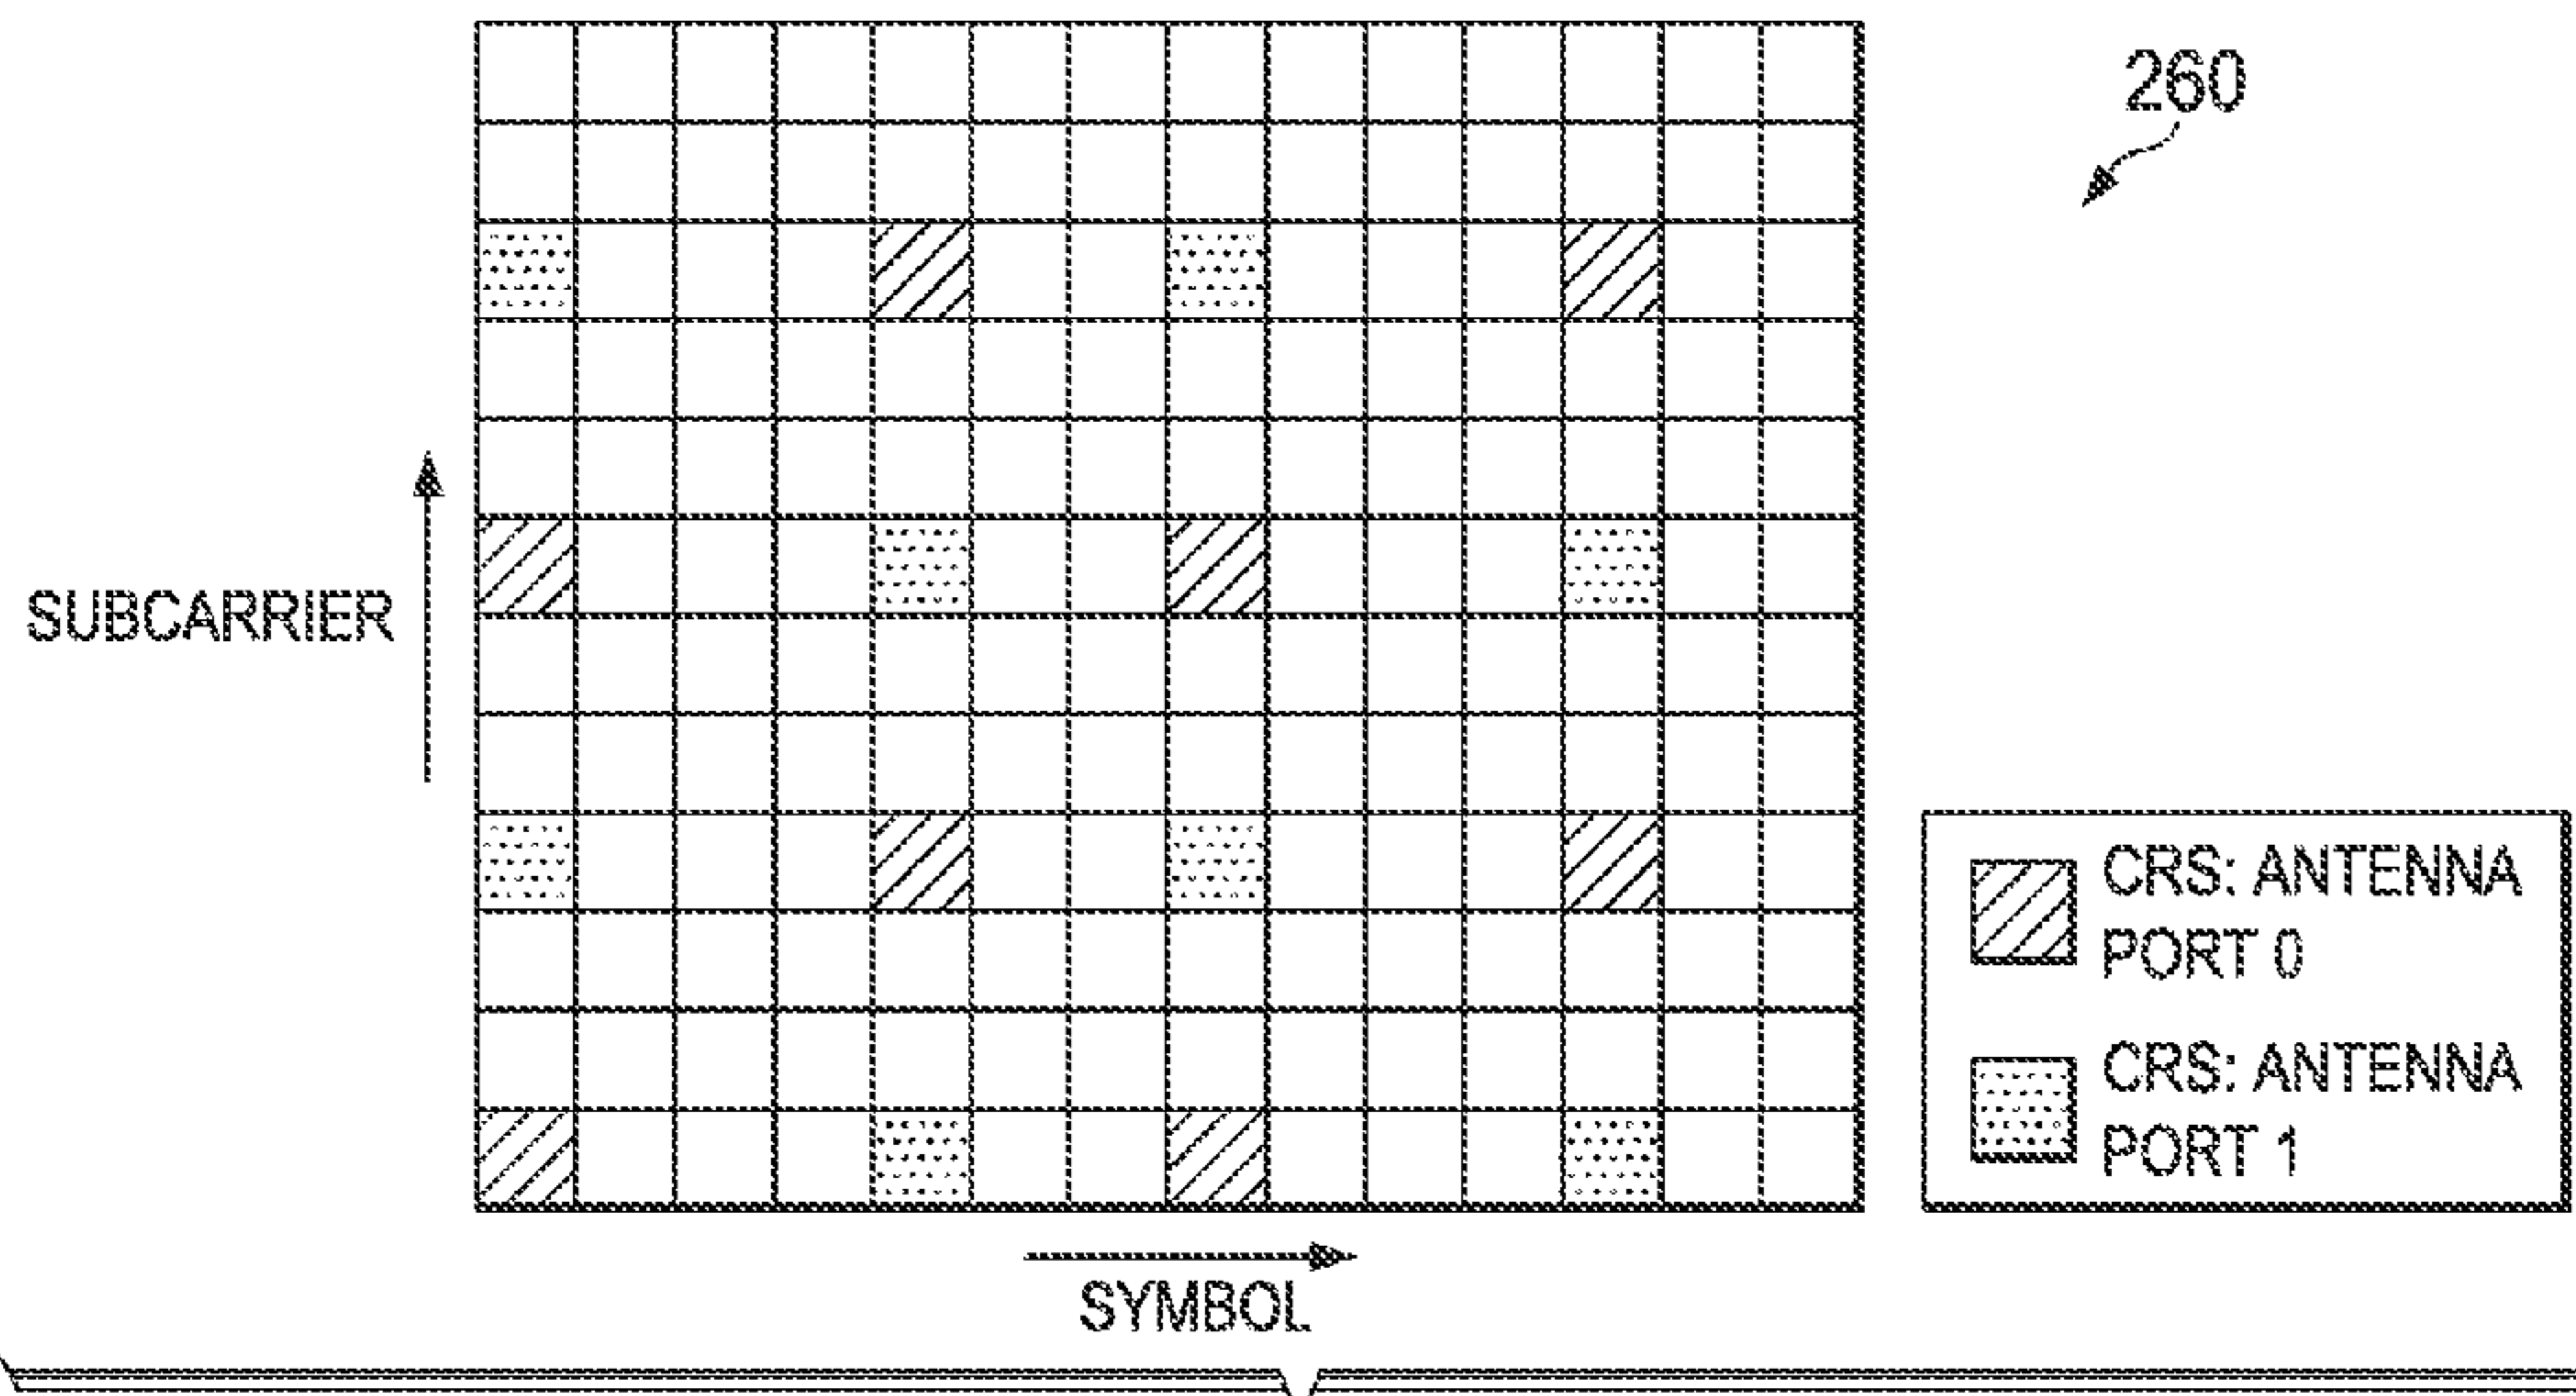 260
SUBCARRIER
CRS: ANTENNA
PORT 0
CRS: ANTENNA
PORT 1
SYMBOL